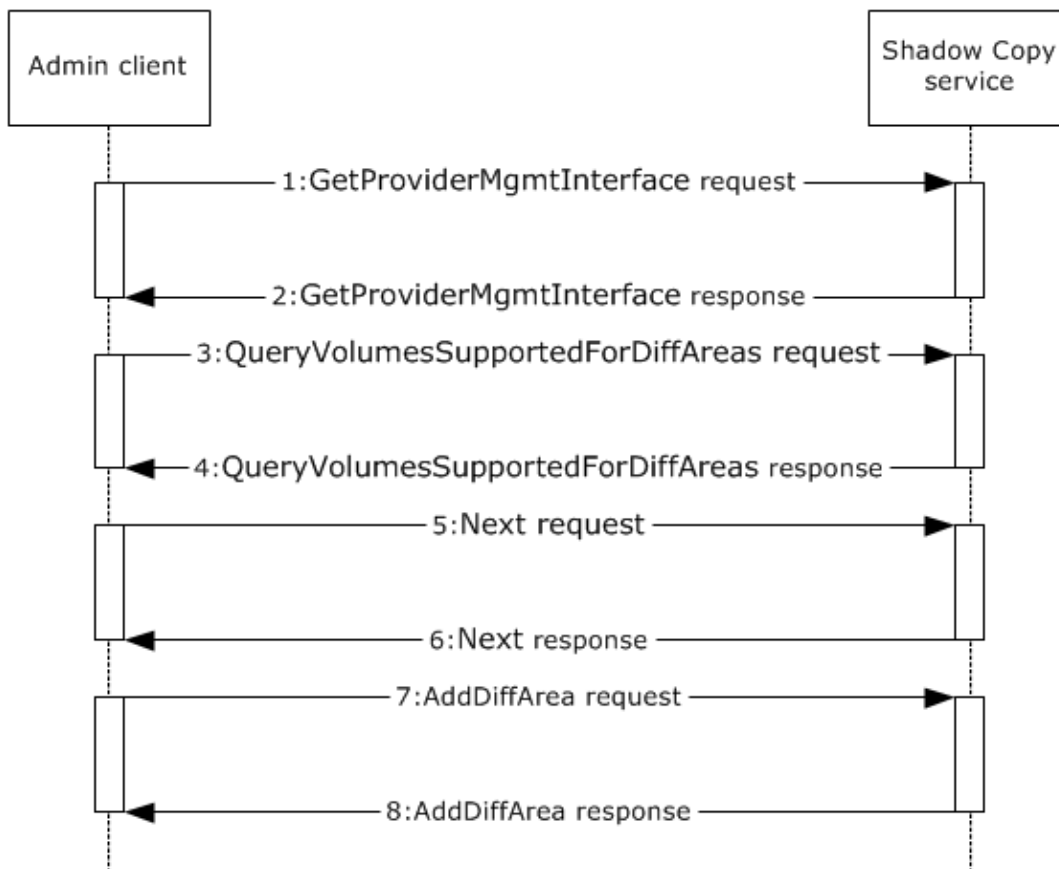 Admin client
Shadow Copy
service
1:GetProviderMgmtInterface request
2:GetProviderMgmtInterface response
3:QueryVolumesSupportedForDiffAreas request
4:QueryVolumesSupportedForDiffAreas response
5:Next request
6:Next response
7:AddDiffArea request
8:AddDiffArea response